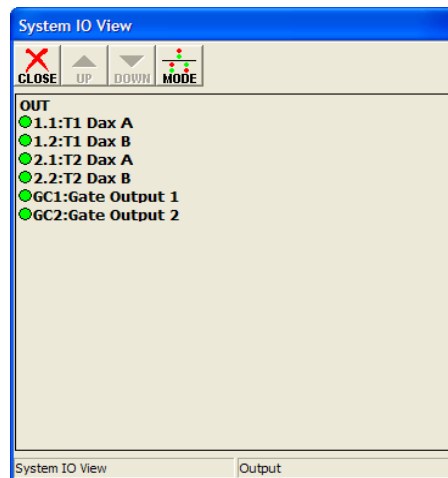 System IO View
CLOSE UP DOWN MODE
OUT
1.1:T1 Dax A
1.2:T1 Dax B
2.1:T2 Dax A
2.2:T2 Dax B
GC1:Gate Output 1
GC2:Gate Output 2
System IO View Output